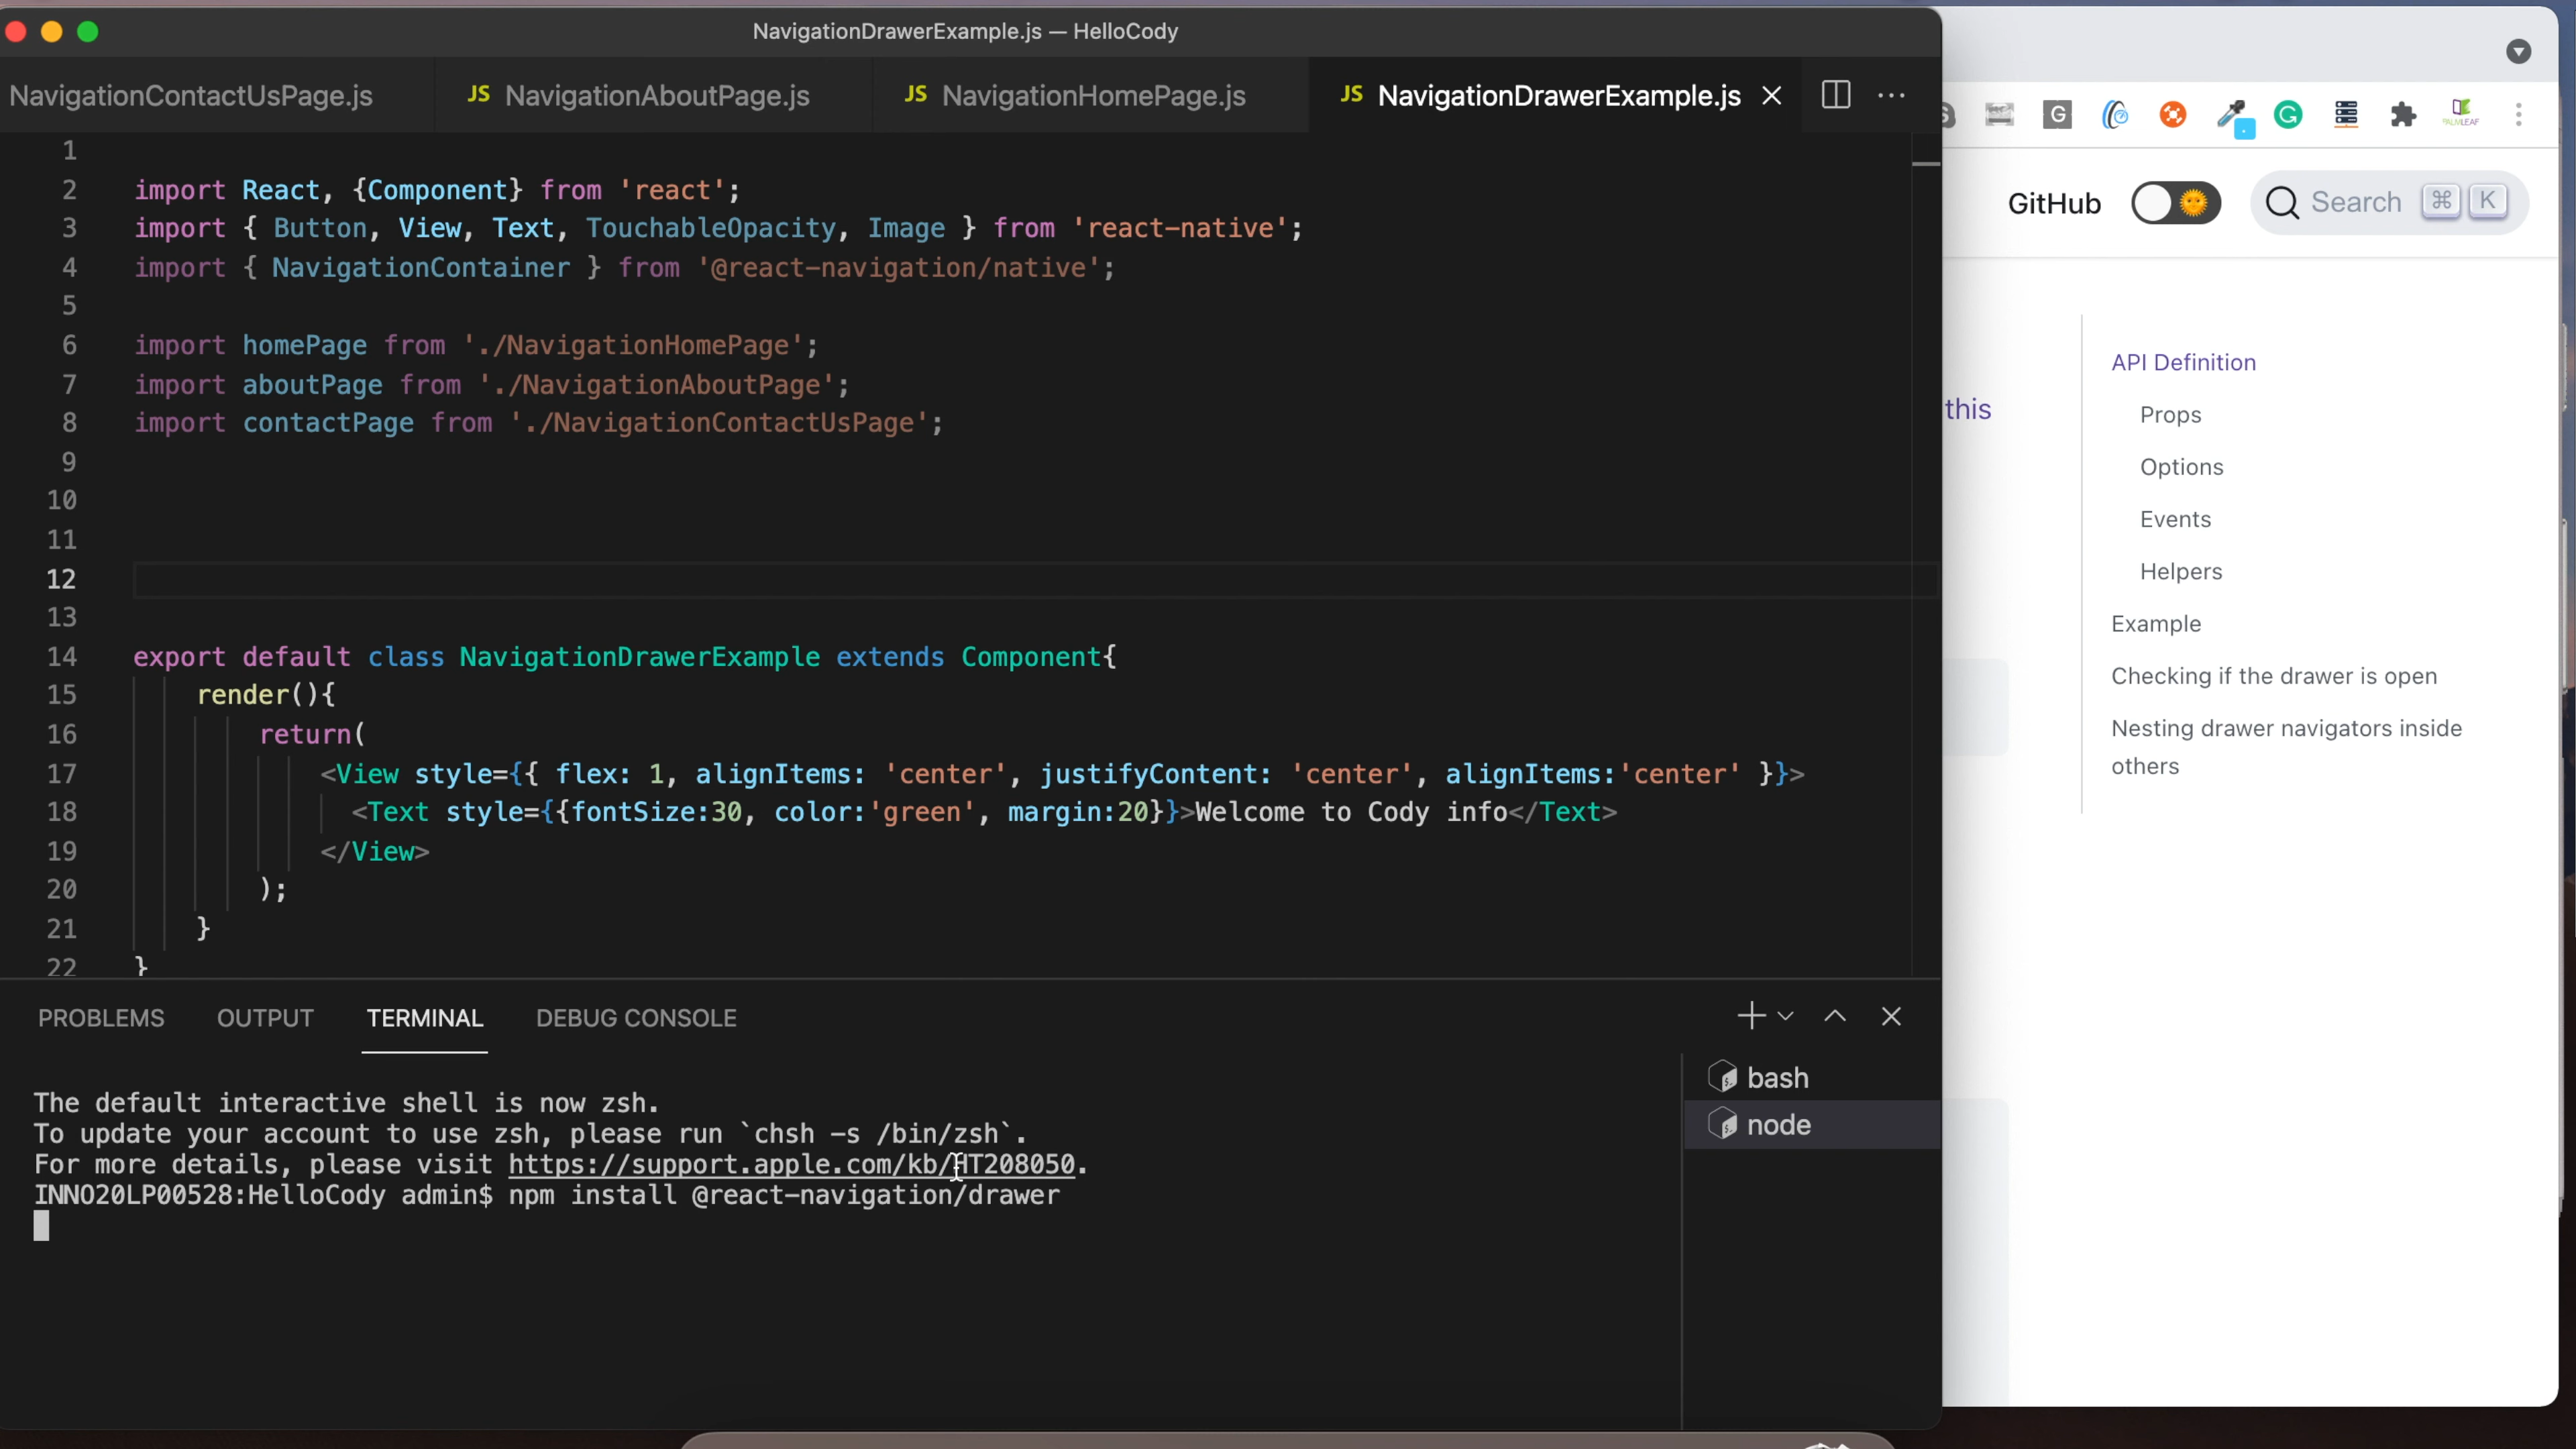 NavigationDrawerExample.js — HelloCody
NavigationContactUsPage.js
JS NavigationAboutPage.js
JS NavigationHomePage.js
JS NavigationDrawerExample.js
1
2 import React, {Component} from 'react';
3 import { Button, View, Text, TouchableOpacity, Image } from 'react-native';
4 import { NavigationContainer } from '@react-navigation/native';
5
6 import homePage from './NavigationHomePage';
7 import aboutPage from './NavigationAboutPage';
8 import contactPage from './NavigationContactUsPage';
9
10
11
12
13
14 export default class NavigationDrawerExample extends Component{
15 render(){
16 return(
17 <View style={{ flex: 1, alignItems: 'center', justifyContent: 'center', alignItems:'center' }}>
18 <Text style={{fontSize:30, color:'green', margin:20}}>Welcome to Cody info</Text>
19 </View>
20 );
21 }
22 }
PROBLEMS OUTPUT TERMINAL DEBUG CONSOLE
The default interactive shell is now zsh.
To update your account to use zsh, please run `chsh -s /bin/zsh`.
For more details, please visit https://support.apple.com/kb/HT208050.
INNO20LP00528:HelloCody admin$ npm install @react-navigation/drawer
bash
node
GitHub
Search ⌘ K
this
API Definition
Props
Options
Events
Helpers
Example
Checking if the drawer is open
Nesting drawer navigators inside
others